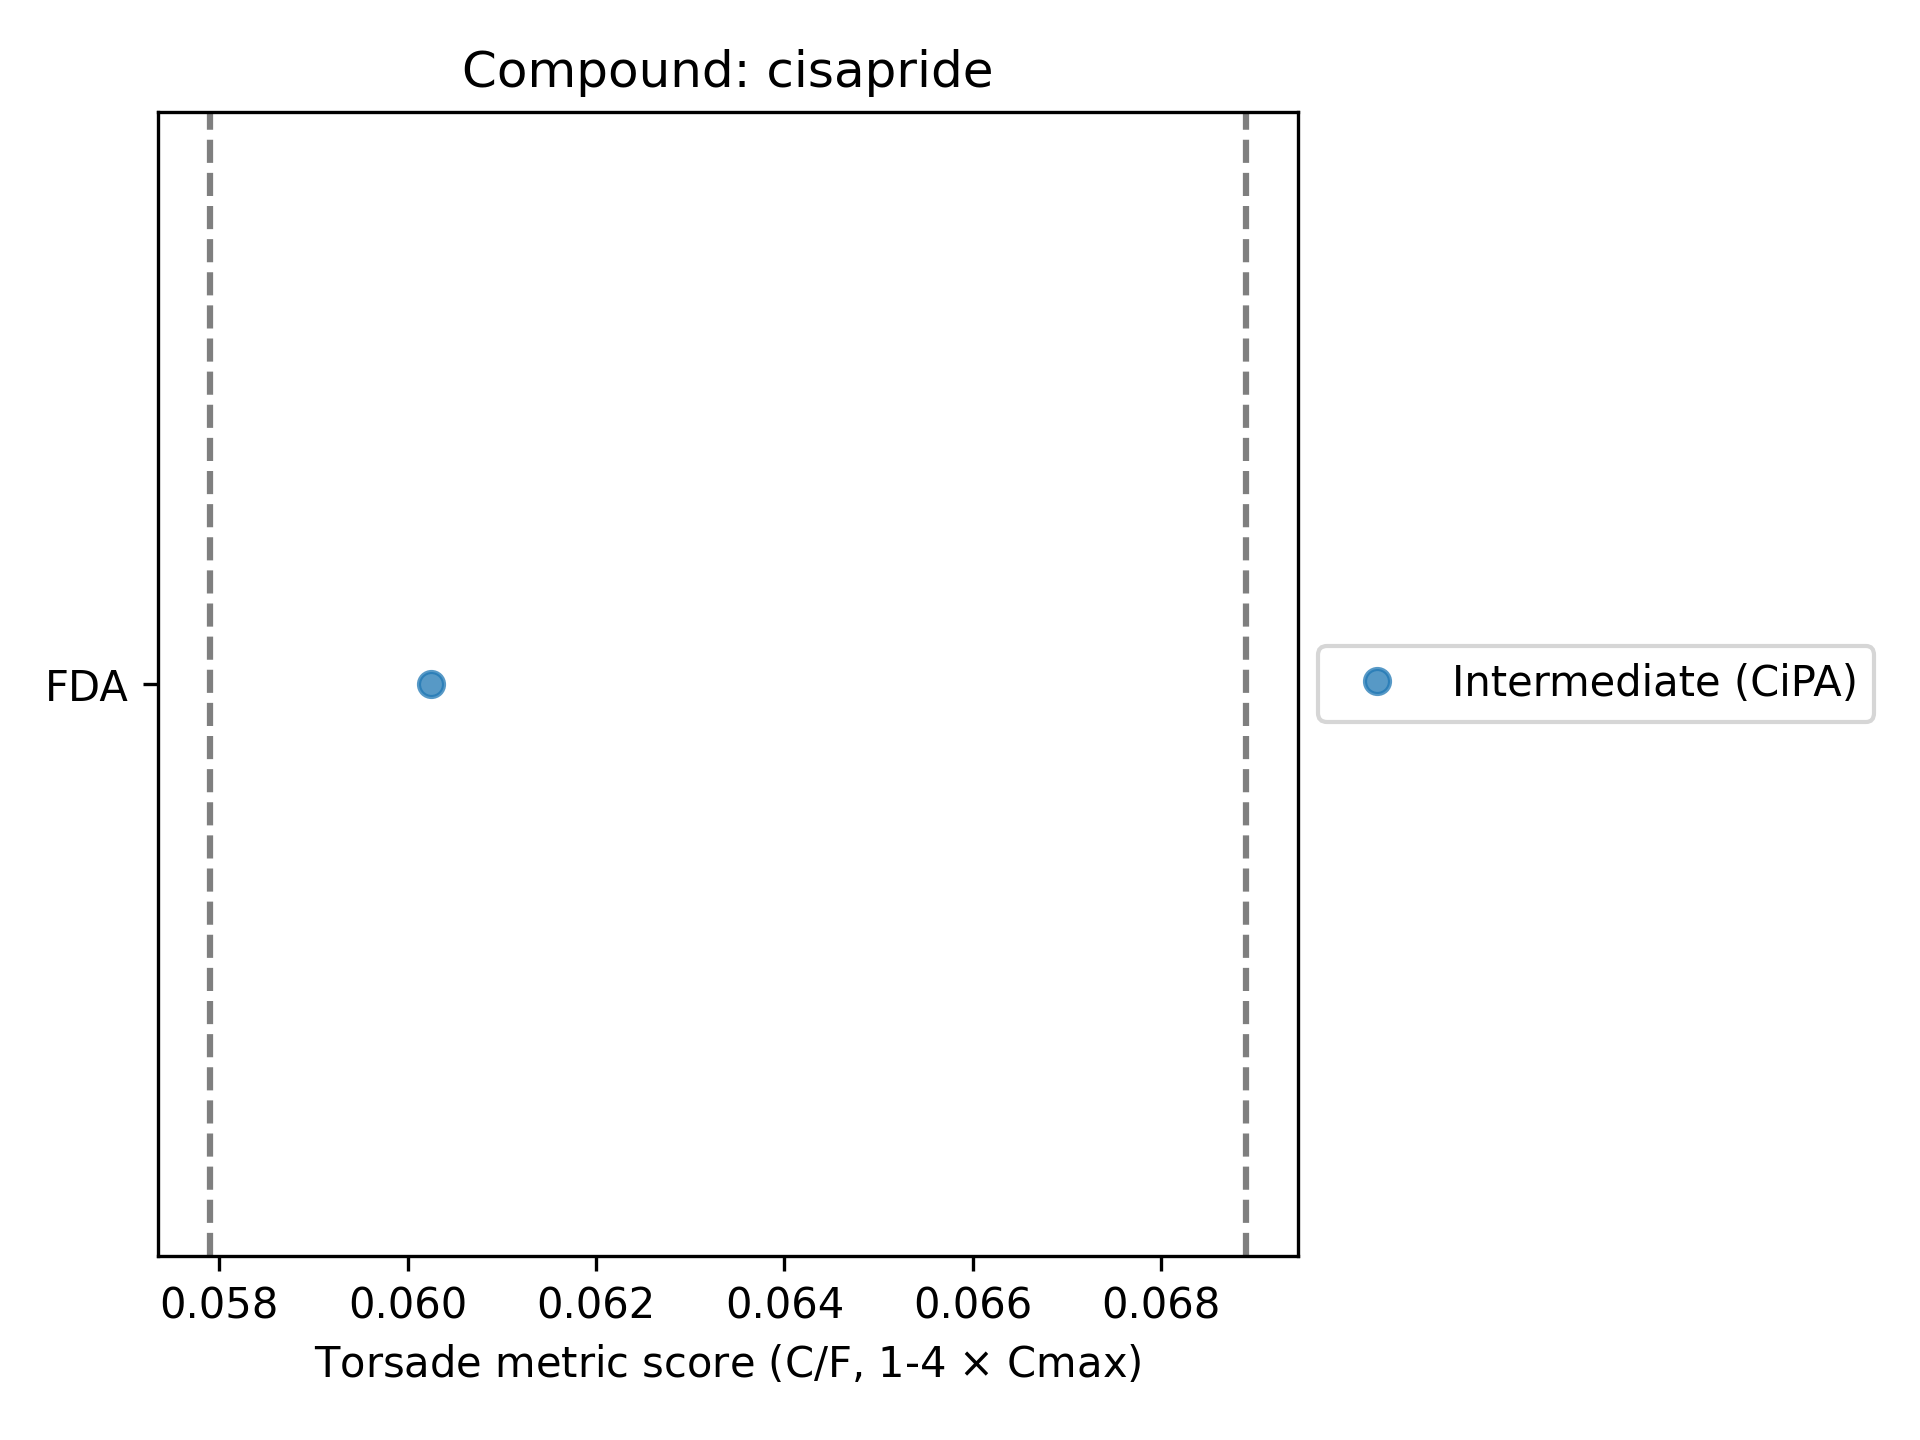 Compound: cisapride
FDA
Intermediate (CiPA)
0.058 0.060 0.062 0.064 0.066 0.068
Torsade metric score (C/F, 1-4 × Cmax)